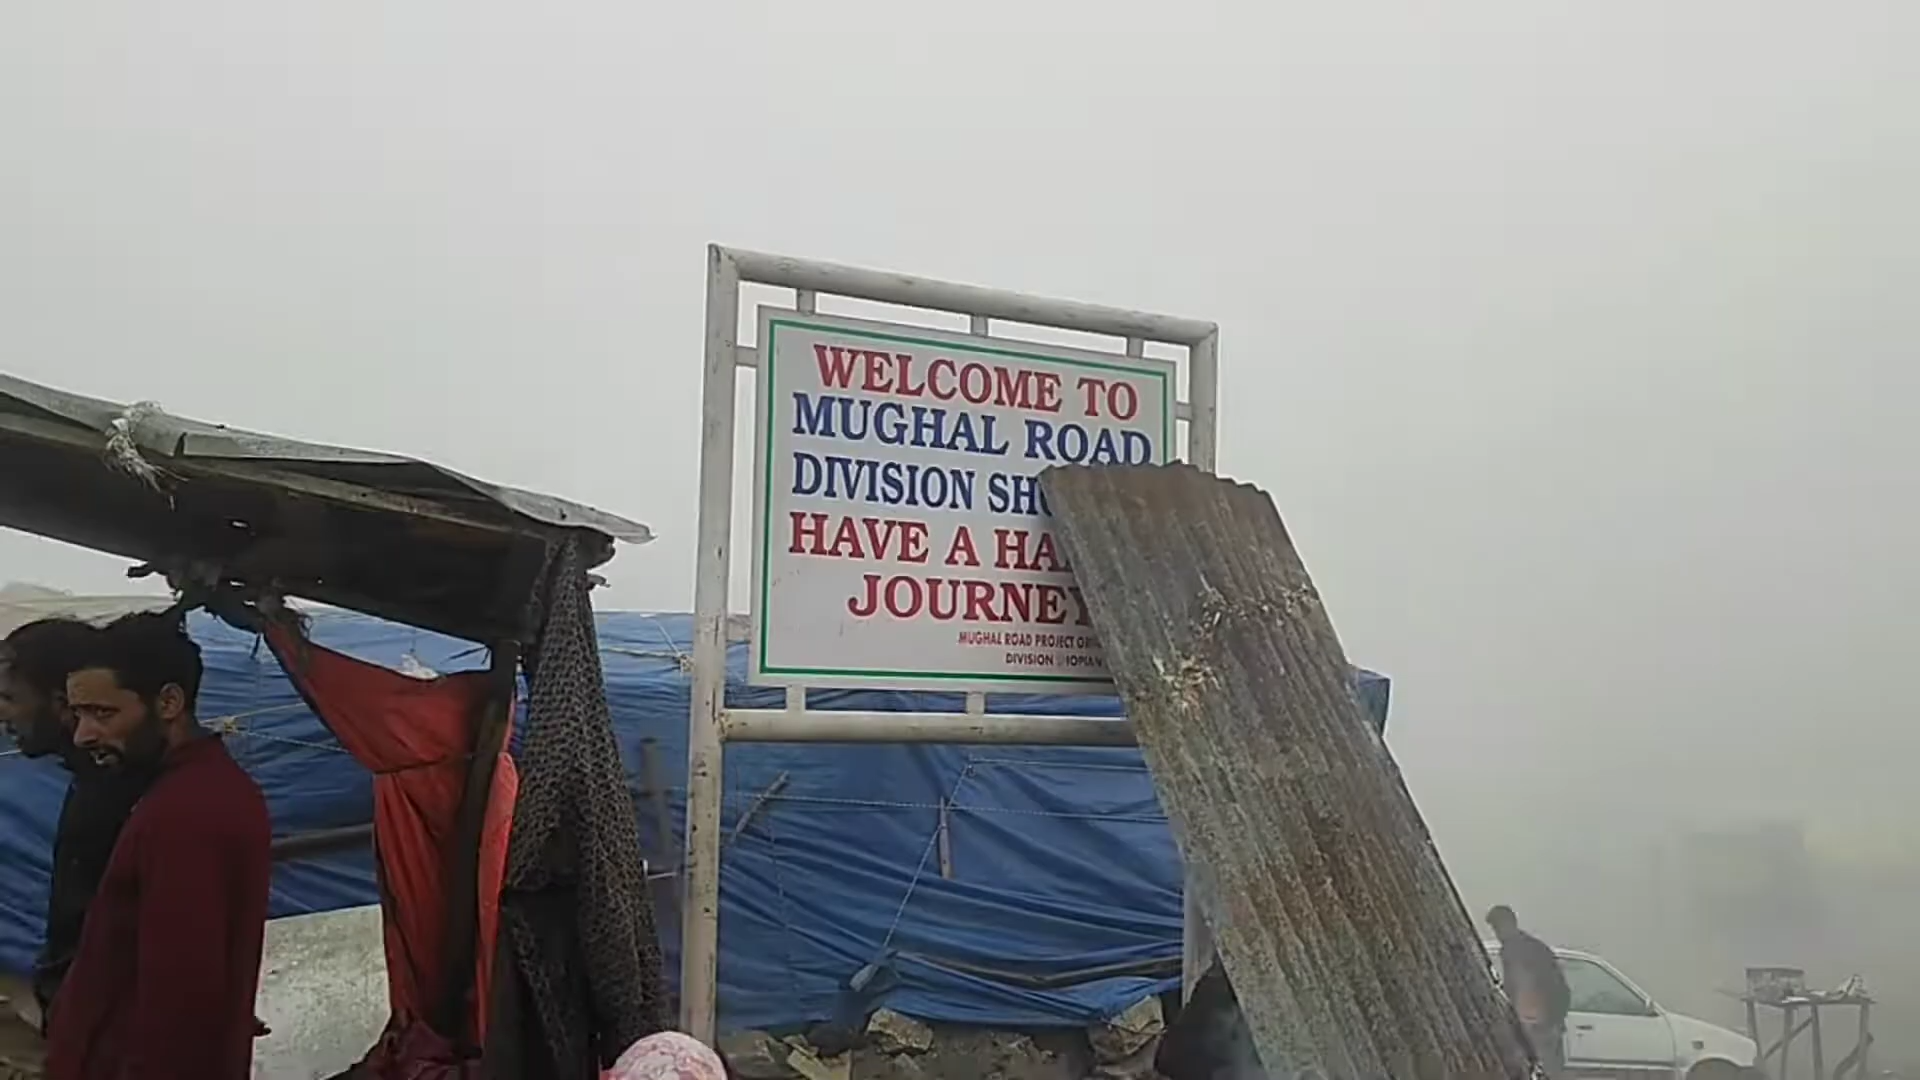 WELCOME TO
MUGHAL ROAD
DIVISION
HAVE A
JOURNEY
MUGHAL ROAD PROJECT
DIVISION